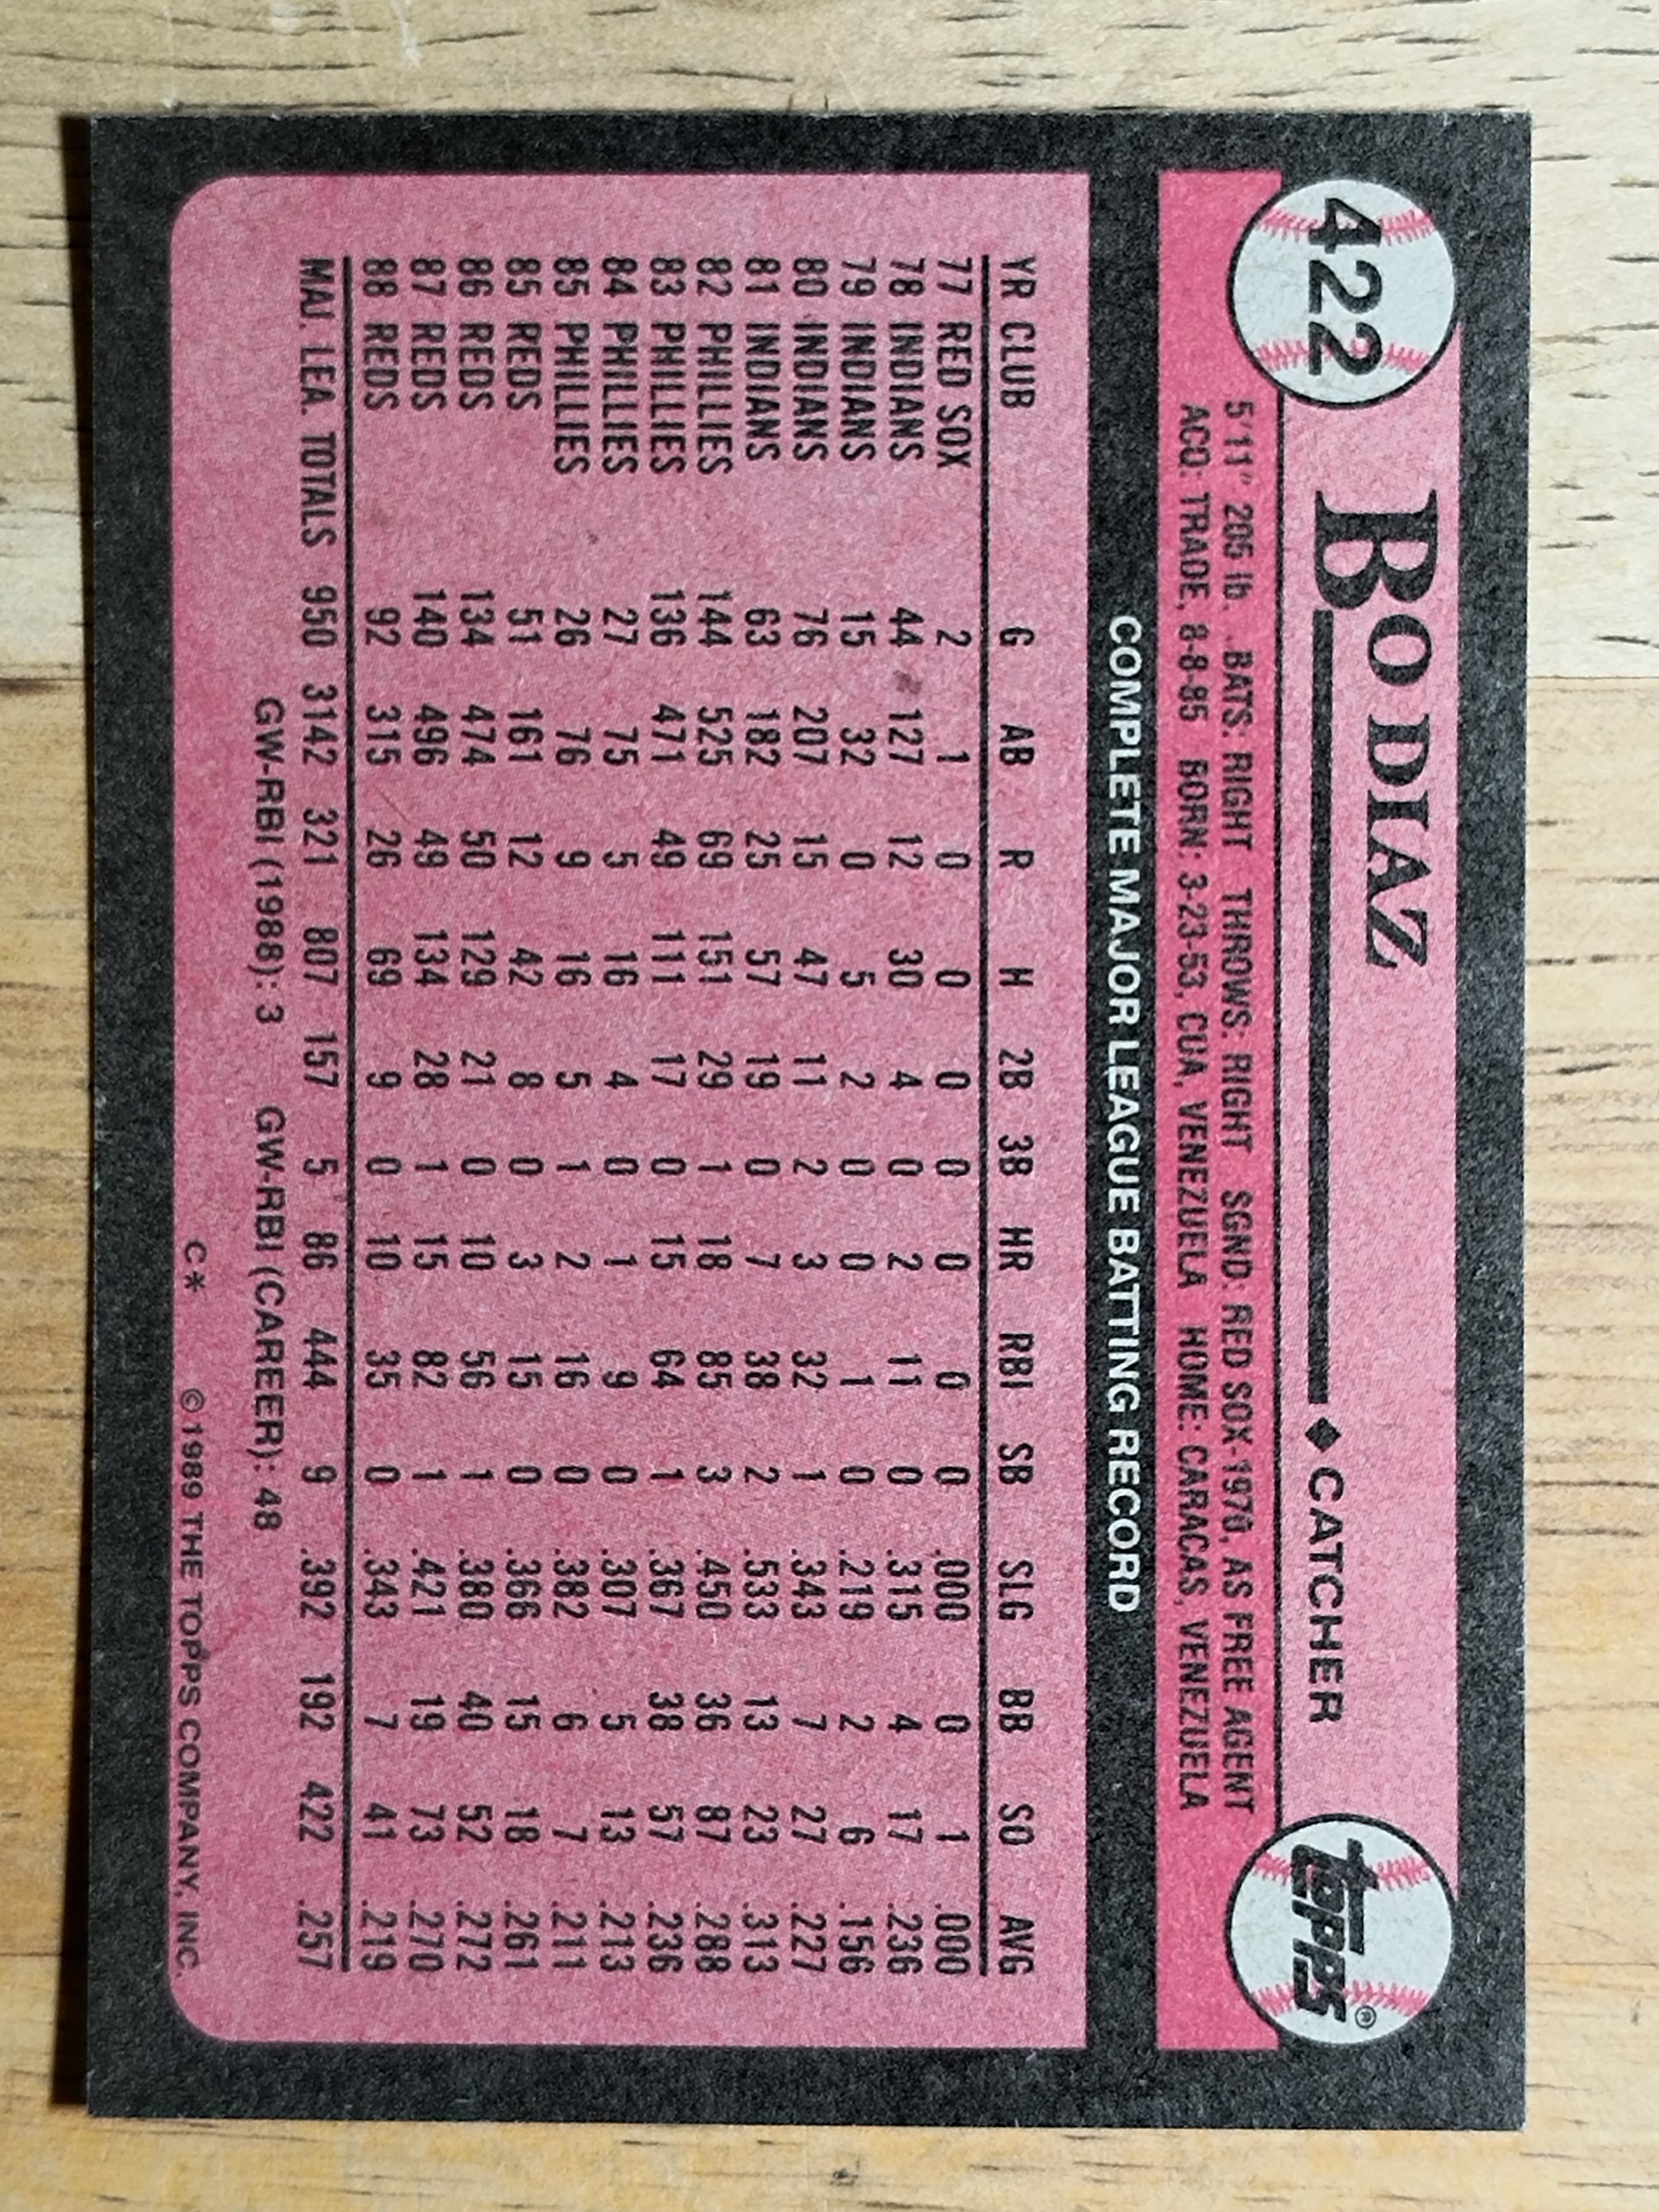 422 BO DIAZ ◆CATCHER topps®
5'11" 205 lb. BATS: RIGHT THROWS: RIGHT SGND: RED SOX-1970, AS FREE AGENT
ACQ: TRADE, 8-8-85 BORN: 3-23-53, CUA, VENEZUELA HOME: CARACAS, VENEZUELA
COMPLETE MAJOR LEAGUE BATTING RECORD
YR CLUB G AB R H 2B 3B HR RBI SB SLG BB SO AVG
77 RED SOX 2 1 0 0 0 0 0 0 0 .000 0 1 .000
78 INDIANS 44 127 12 30 4 0 2 11 0 .315 4 17 .236
79 INDIANS 15 32 0 5 2 0 0 1 0 .219 2 6 .156
80 INDIANS 76 207 15 47 11 2 3 32 1 .343 7 27 .227
81 INDIANS 63 182 25 57 19 0 7 38 2 .533 13 23 .313
82 PHILLIES 144 525 69 151 29 1 18 85 3 .450 36 87 .288
83 PHILLIES 136 471 49 111 17 0 15 64 1 .367 38 57 .236
84 PHILLIES 27 75 5 16 4 0 1 9 0 .307 5 13 .213
85 PHILLIES 26 76 9 16 5 1 2 16 0 .382 6 7 .211
85 REDS 51 161 12 42 8 0 3 15 0 .366 15 18 .261
86 REDS 134 474 50 129 21 0 10 56 1 .380 40 52 .272
87 REDS 140 496 49 134 28 1 15 82 1 .421 19 73 .270
88 REDS 92 315 26 69 9 0 10 35 0 .343 7 41 .219
MAJ. LEA. TOTALS 950 3142 321 807 157 5 86 444 9 .392 192 422 .257
GW-RBI (1988): 3 GW-RBI (CAREER): 48
C* © 1989 THE TOPPS COMPANY, INC.